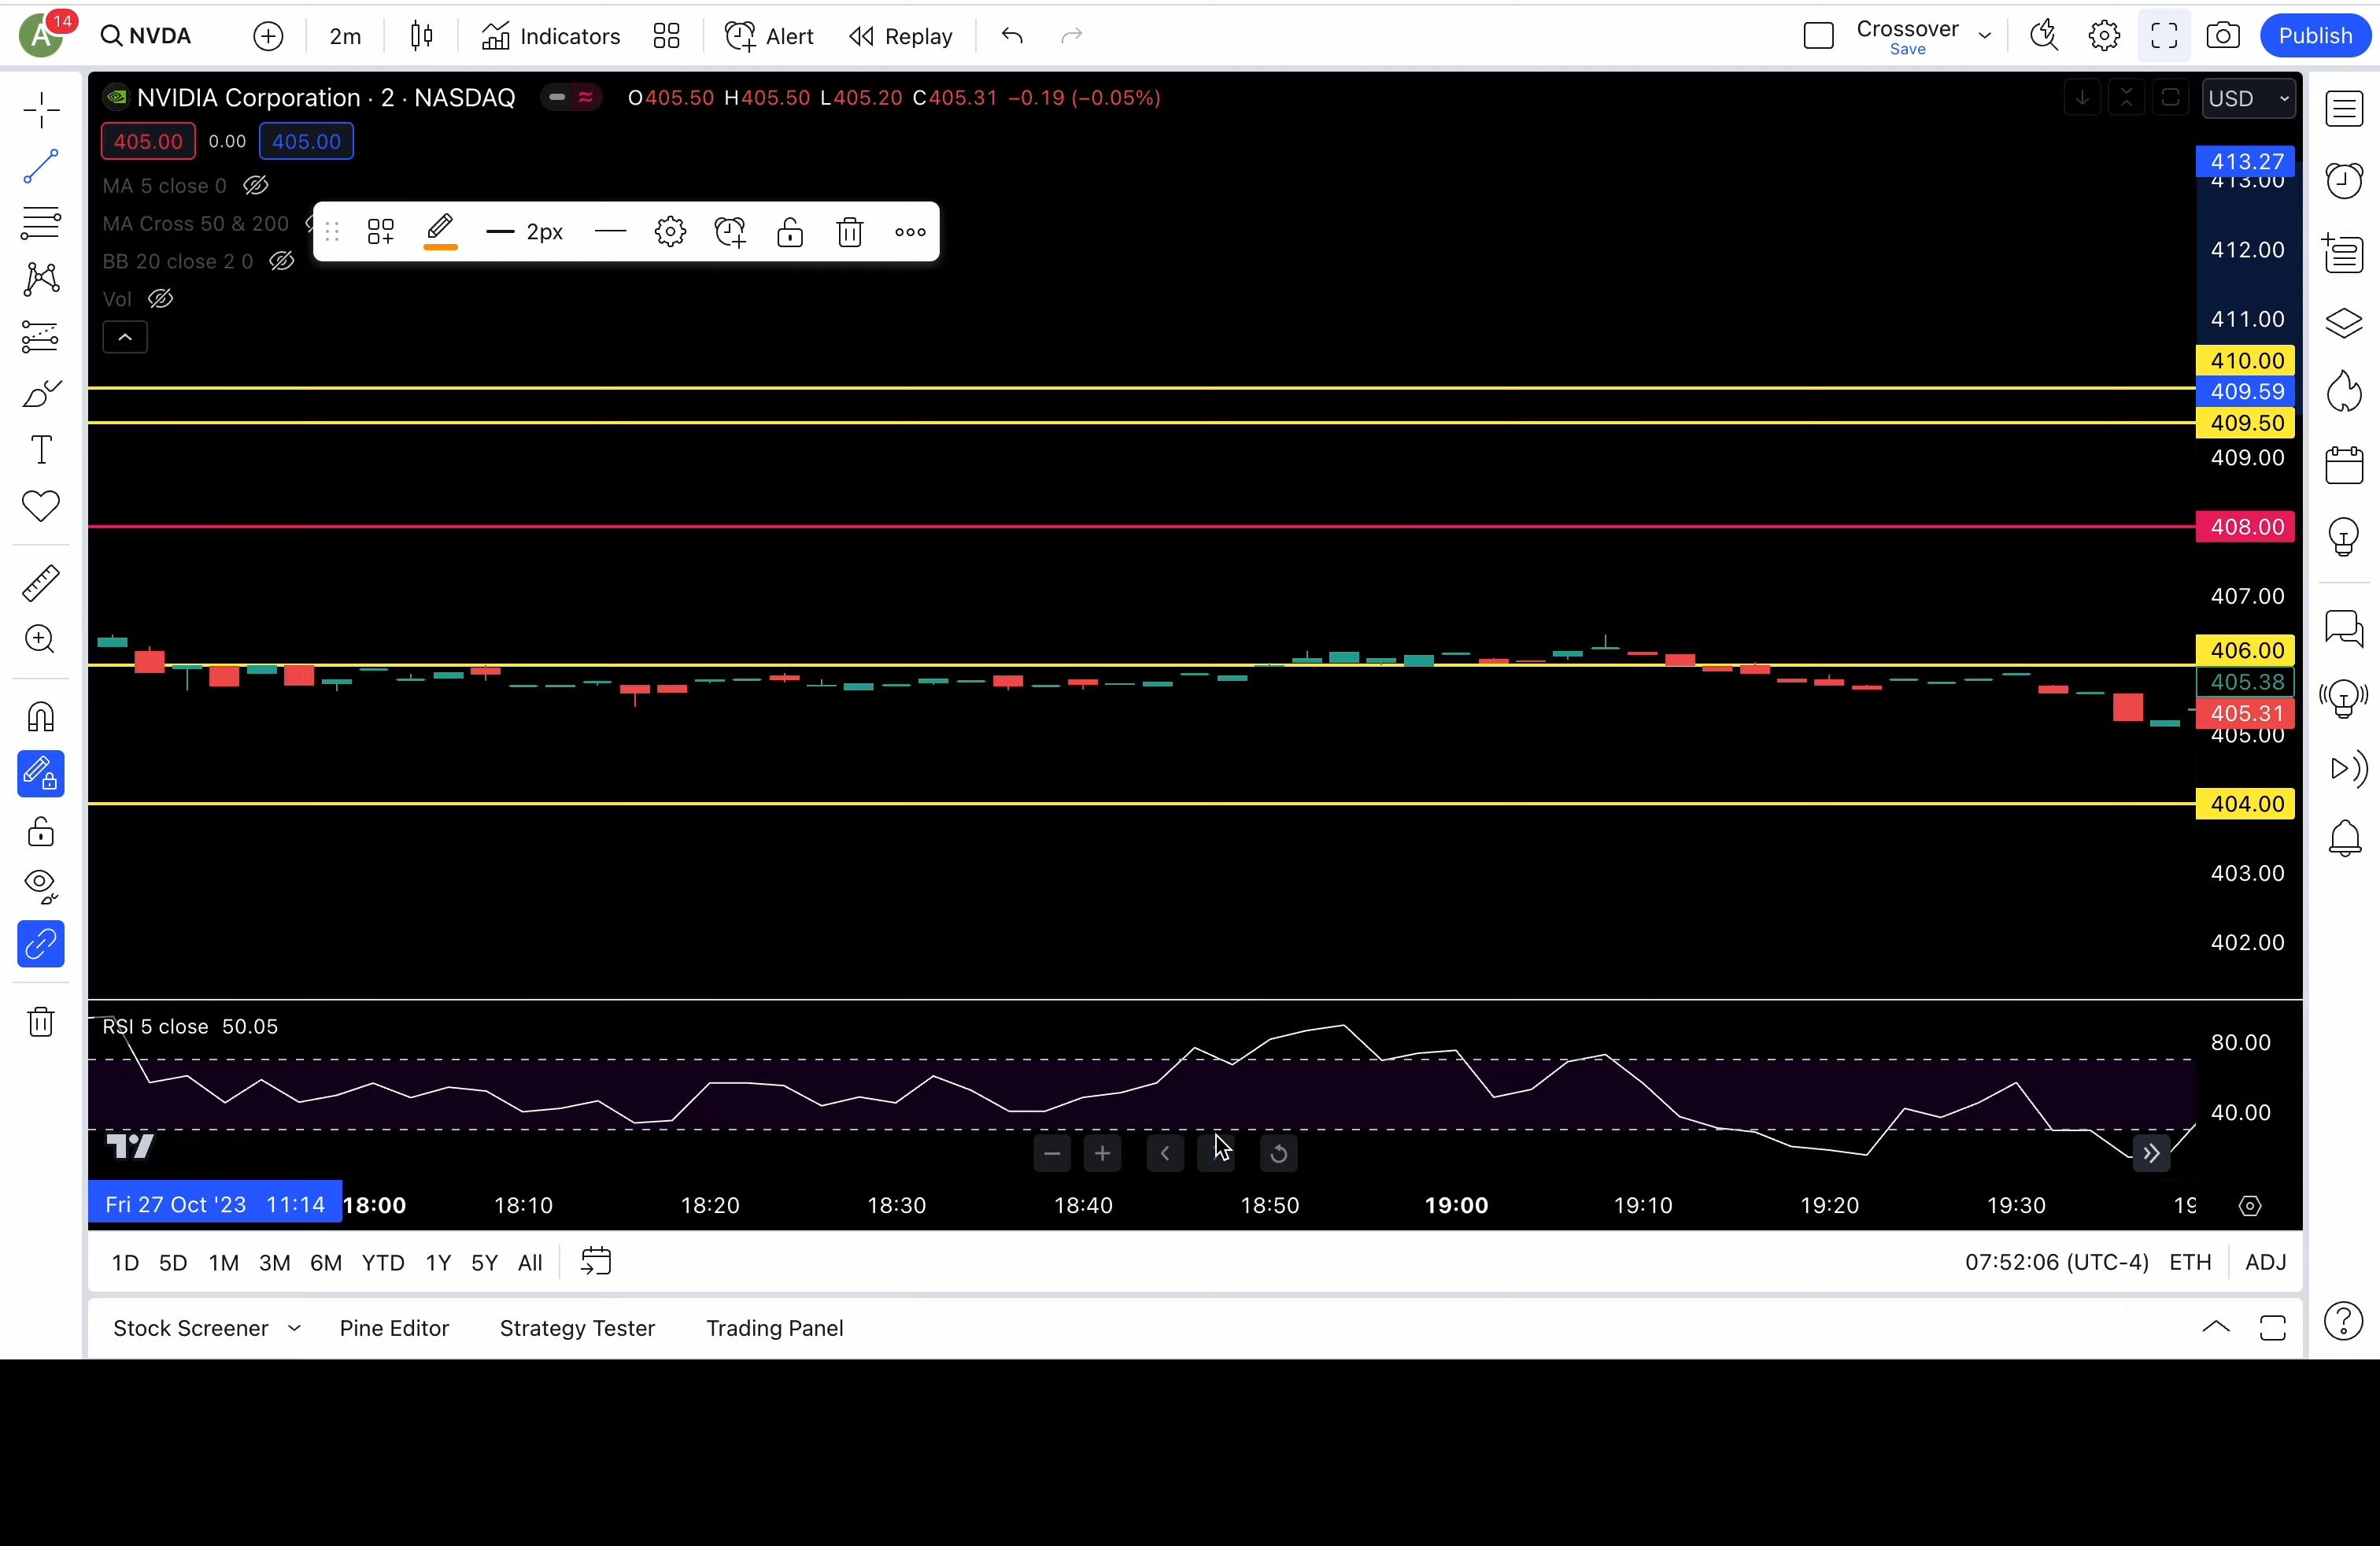 A 14 NVDA 2m Indicators Alert Replay Crossover Save Publish
NVIDIA Corporation · 2 · NASDAQ O405.50 H405.50 L405.20 C405.31 −0.19 (−0.05%) USD
405.00 0.00 405.00
413.27
413.00
MA 5 close 0
MA Cross 50 & 200
2px
412.00
BB 20 close 2 0
Vol
411.00
410.00
409.59
409.50
409.00
408.00
407.00
406.00
405.38
405.31
405.00
404.00
403.00
402.00
RSI 5 close 50.05
80.00
40.00
Fri 27 Oct '23 11:14 18:00 18:10 18:20 18:30 18:40 18:50 19:00 19:10 19:20 19:30
1D 5D 1M 3M 6M YTD 1Y 5Y All 07:52:06 (UTC-4) ETH ADJ
Stock Screener Pine Editor Strategy Tester Trading Panel